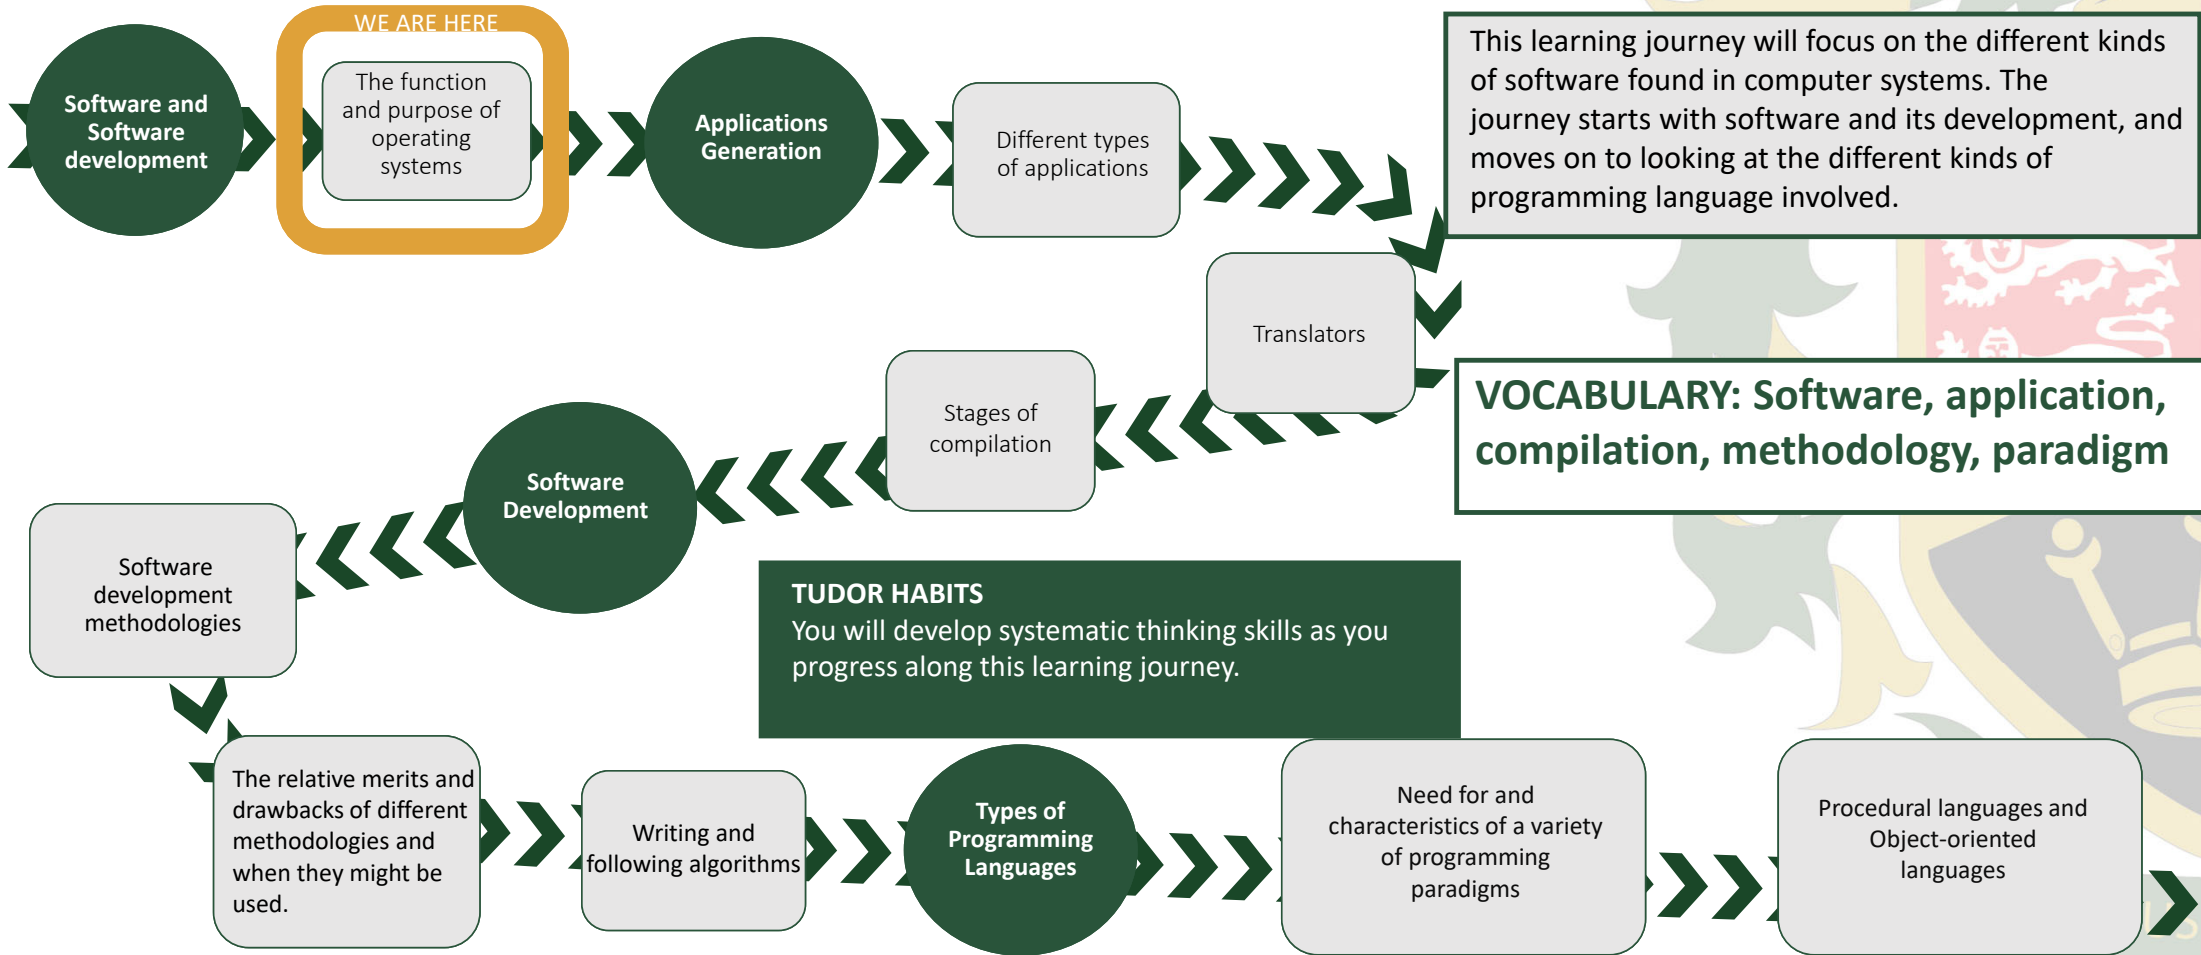 WE ARE HERE
Software and
Software
development
The function
and purpose of
operating
systems
Applications
Generation
Different types
of applications
This learning journey will focus on the different kinds
of software found in computer systems. The
journey starts with software and its development, and
moves on to looking at the different kinds of
programming language involved.
Translators
Stages of
compilation
VOCABULARY: Software, application,
compilation, methodology, paradigm
Software
Development
Software
development
methodologies
TUDOR HABITS
You will develop systematic thinking skills as you
progress along this learning journey.
The relative merits and
drawbacks of different
methodologies and
when they might be
used.
Writing and
following algorithms
Types of
Programming
Languages
Need for and
characteristics of a variety
of programming
paradigms
Procedural languages and
Object-oriented
languages